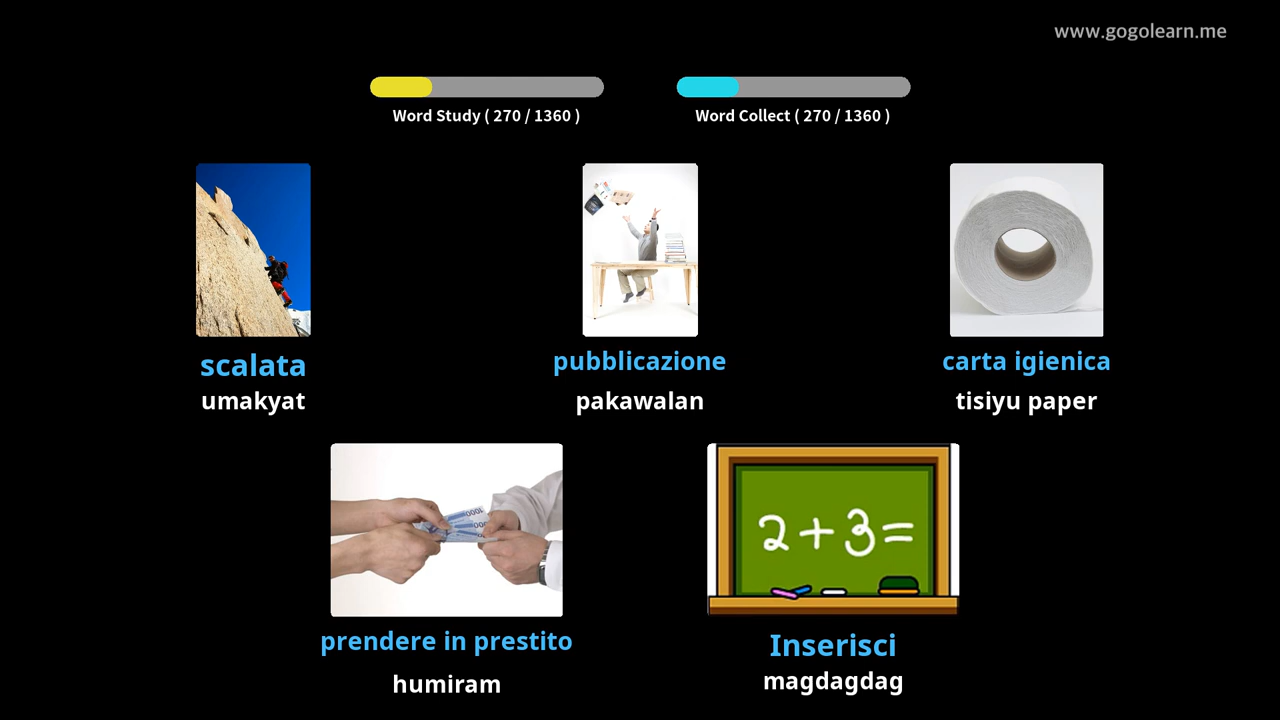 www.gogolearn.me
Word Study ( 270 / 1360 )
Word Collect ( 270 / 1360 )
scalata
umakyat
pubblicazione
pakawalan
carta igienica
tisiyu paper
1000
prendere in prestito
humiram
2+3=
Inserisci
magdagdag